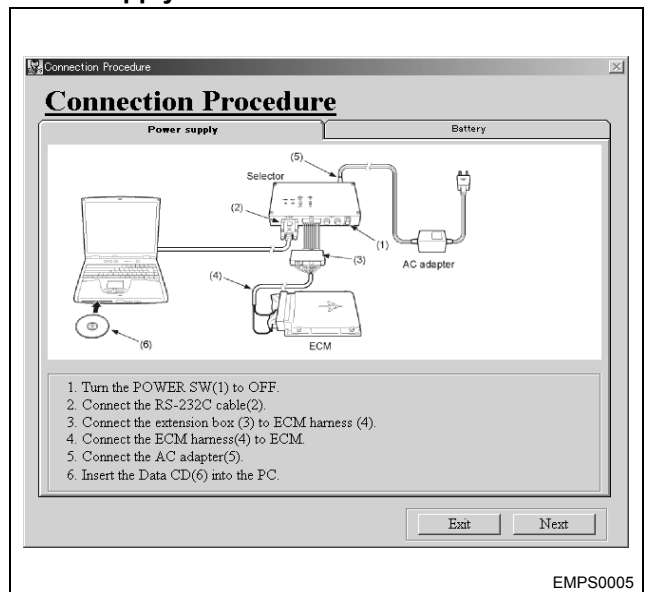 Connection Procedure
Connection Procedure
Power supply
Battery
(5)
Selector
(2)
(1)
(3)
AC adapter
(4)
(6)
ECM
1. Turn the POWER SW(1) to OFF.
2. Connect the RS-232C cable(2).
3. Connect the extension box (3) to ECM harness (4).
4. Connect the ECM harness(4) to ECM.
5. Connect the AC adapter(5).
6. Insert the Data CD(6) into the PC.
Exit
Next
EMPS0005